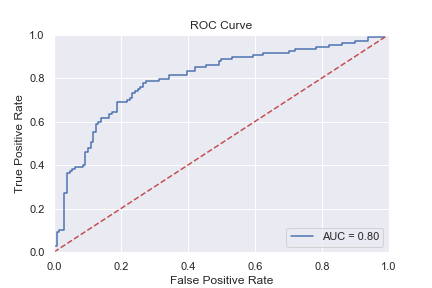 ROC Curve
True Positive Rate
1.0
0.8
0.6
0.4
0.2
0.0
AUC = 0.80
0.0 0.2 0.4 0.6 0.8 1.0
False Positive Rate